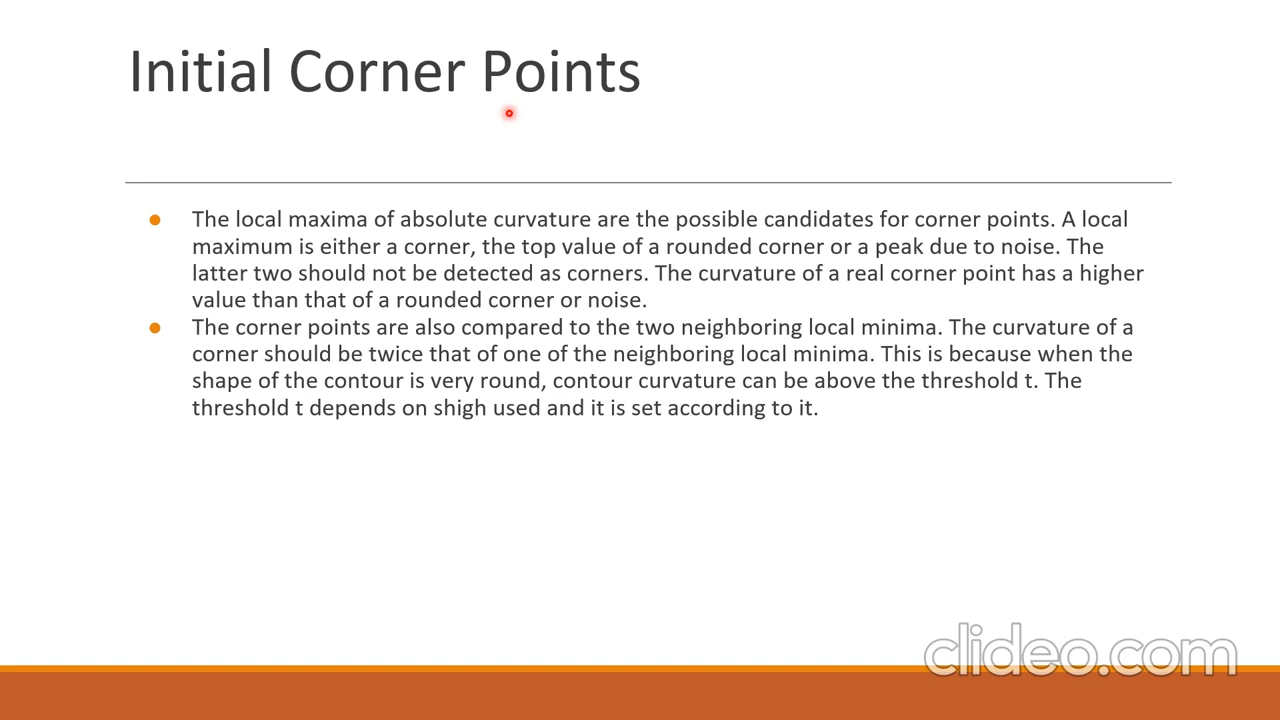 Initial Corner Points
The local maxima of absolute curvature are the possible candidates for corner points. A local
maximum is either a corner, the top value of a rounded corner or a peak due to noise. The
latter two should not be detected as corners. The curvature of a real corner point has a higher
value than that of a rounded corner or noise.
The corner points are also compared to the two neighboring local minima. The curvature of a
corner should be twice that of one of the neighboring local minima. This is because when the
shape of the contour is very round, contour curvature can be above the threshold t. The
threshold t depends on shigh used and it is set according to it.
clideo.com